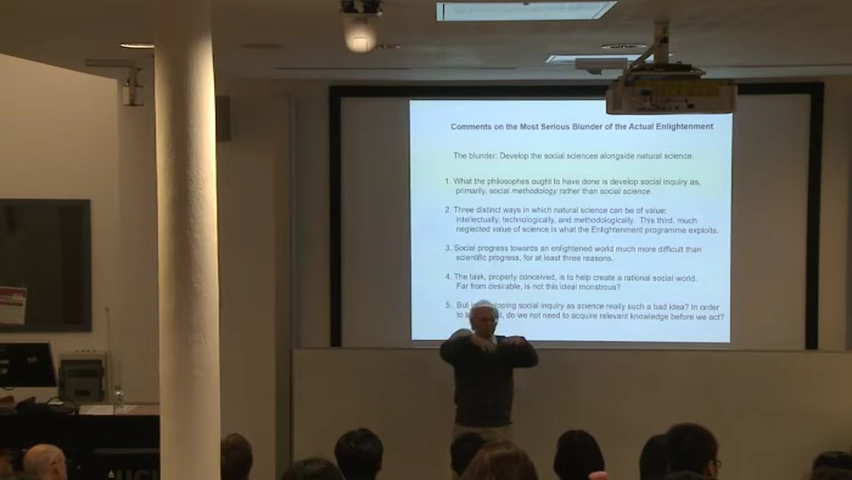 Comments on the Most Serious Blunder of the Actual Enlightenment
The blunder: Develop the social sciences alongside natural science.
1. What the philosophes ought to have done is develop social inquiry as,
primarily, social methodology rather than social science.
2. Three distinct ways in which natural science can be of value:
intellectually, technologically, and methodologically. This third, much
neglected value of science is what the Enlightenment programme exploits.
3. Social progress towards an enlightened world much more difficult than
scientific progress, for at least three reasons.
4. The task, properly conceived, is to help create a rational social world.
Far from desirable, is not this ideal monstrous?
5. But is developing social inquiry as science really such a bad idea? In order
to do we not need to acquire relevant knowledge before we act?